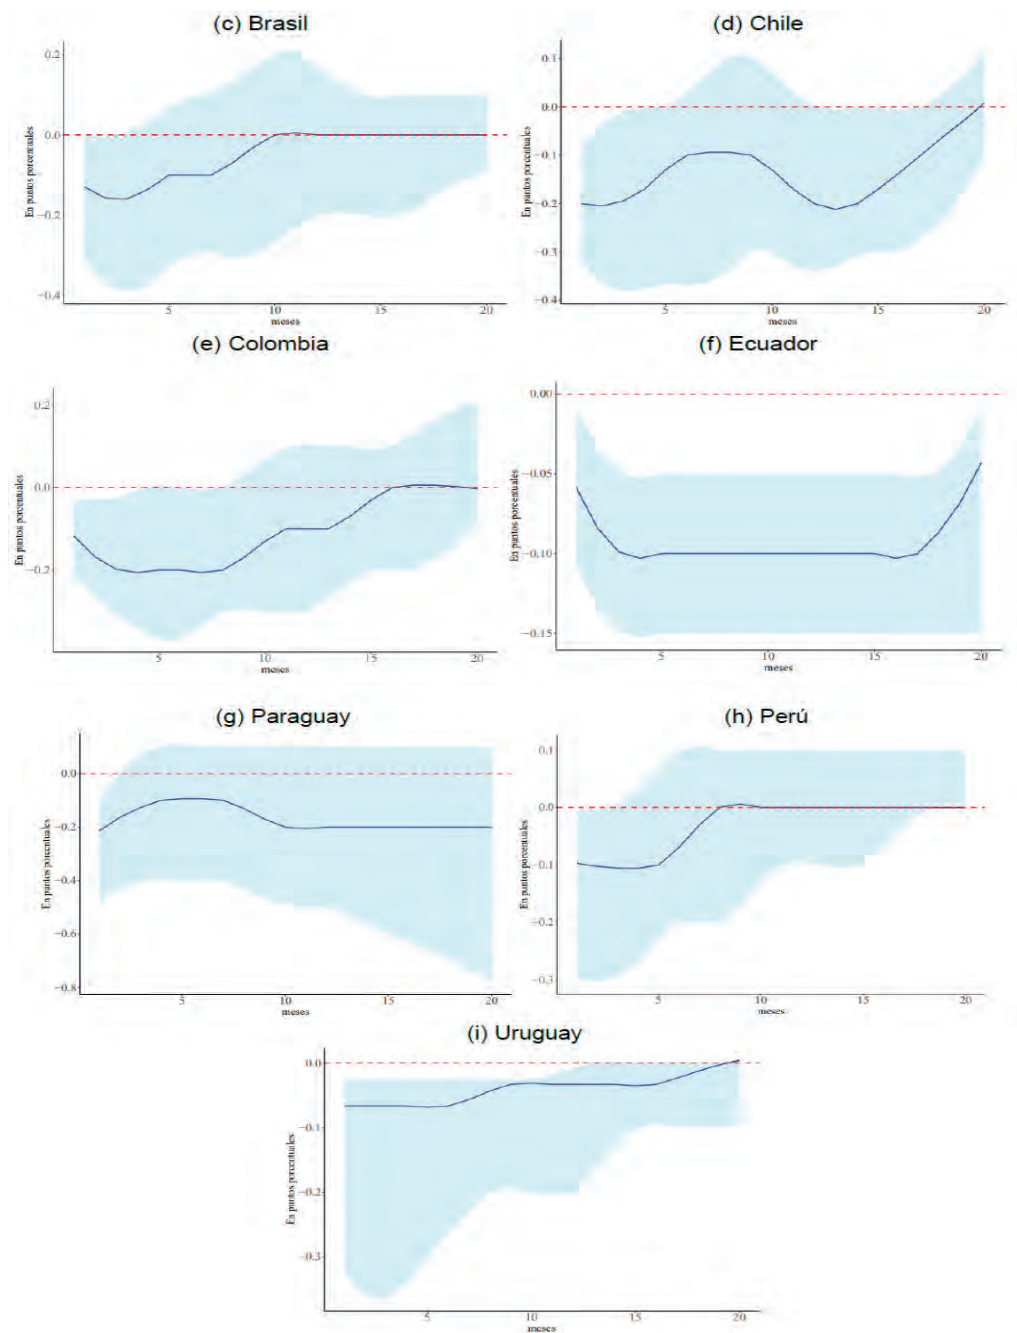 (c) Brasil
0.2
0.0
−0.2
−0.4
En puntos porcentuales
5
10
15
20
meses
(d) Chile
0.1
0.0
−0.1
−0.2
−0.3
−0.4
En puntos porcentuales
5
10
15
20
meses
(e) Colombia
0.2
0.0
−0.2
En puntos porcentuales
5
10
15
20
meses
(f) Ecuador
0.00
−0.05
−0.10
−0.15
En puntos porcentuales
5
10
15
20
meses
(g) Paraguay
0.0
−0.2
−0.4
−0.6
−0.8
En puntos porcentuales
5
10
15
20
meses
(h) Perú
0.1
0.0
−0.1
−0.2
−0.3
En puntos porcentuales
5
10
15
20
meses
(i) Uruguay
0.0
−0.1
−0.2
−0.3
En puntos porcentuales
5
10
15
20
meses